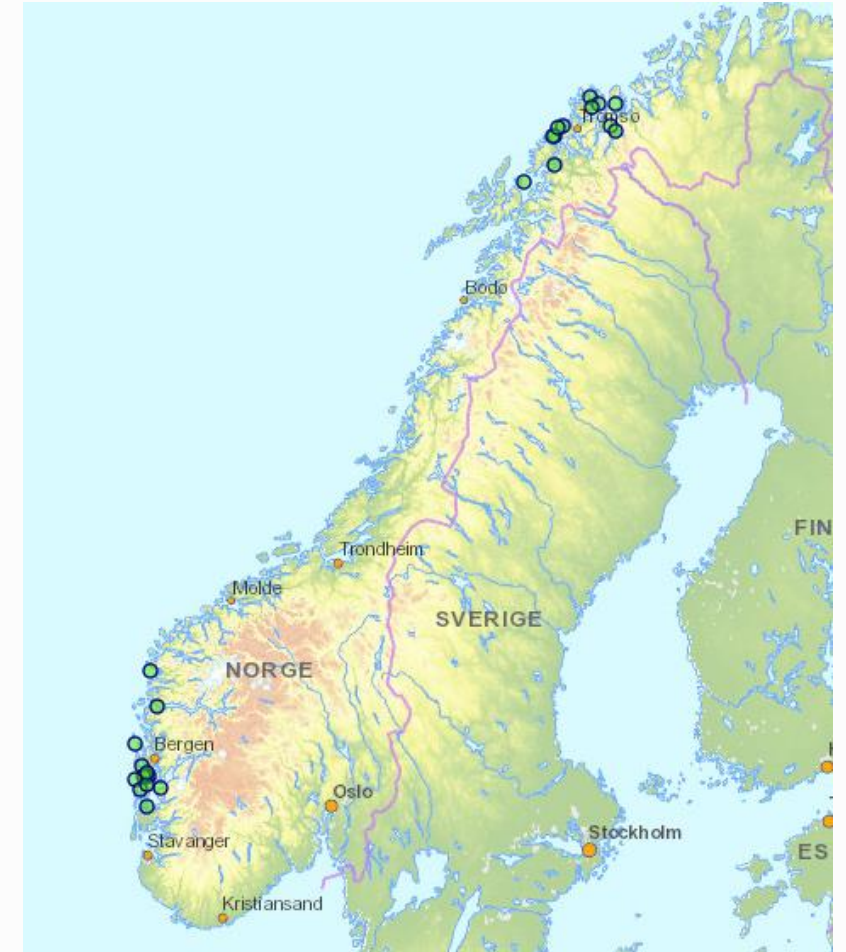 Tromsø
Bodø
Trondheim
Molde
FIN
SVERIGE
NORGE
Bergen
Oslo
Stockholm
Stavanger
ES
Kristiansand